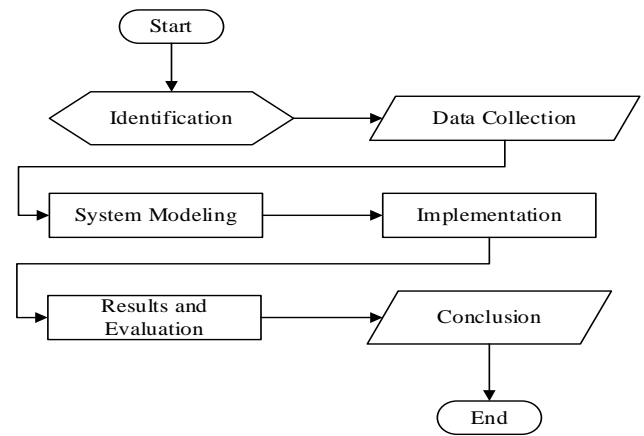 Start
Identification
Data Collection
System Modeling
Implementation
Results and
Evaluation
Conclusion
End